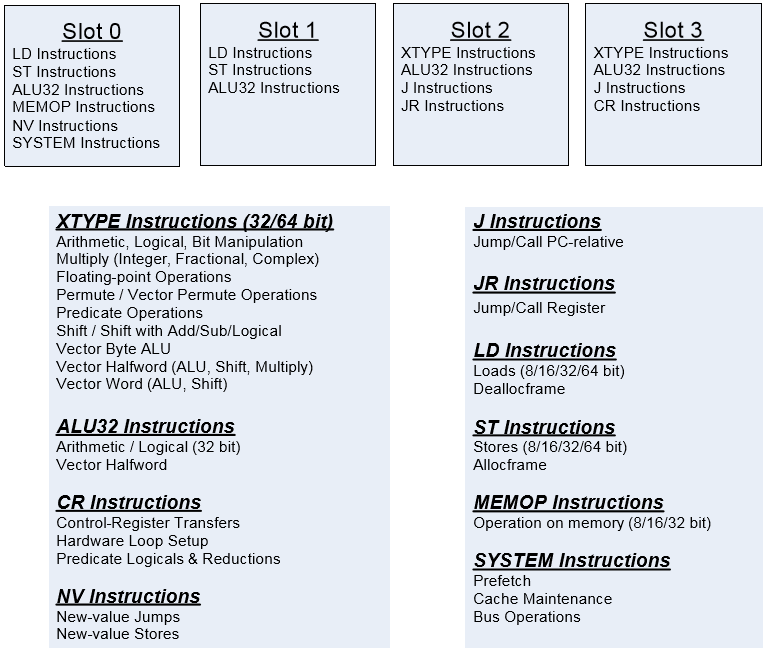 Slot 0
LD Instructions
ST Instructions
ALU32 Instructions
MEMOP Instructions
NV Instructions
SYSTEM Instructions
Slot 1
LD Instructions
ST Instructions
ALU32 Instructions
Slot 2
XTYPE Instructions
ALU32 Instructions
J Instructions
JR Instructions
Slot 3
XTYPE Instructions
ALU32 Instructions
J Instructions
CR Instructions
XTYPE Instructions (32/64 bit)
Arithmetic, Logical, Bit Manipulation
Multiply (Integer, Fractional, Complex)
Floating-point Operations
Permute / Vector Permute Operations
Predicate Operations
Shift / Shift with Add/Sub/Logical
Vector Byte ALU
Vector Halfword (ALU, Shift, Multiply)
Vector Word (ALU, Shift)
ALU32 Instructions
Arithmetic / Logical (32 bit)
Vector Halfword
CR Instructions
Control-Register Transfers
Hardware Loop Setup
Predicate Logicals & Reductions
NV Instructions
New-value Jumps
New-value Stores
J Instructions
Jump/Call PC-relative
JR Instructions
Jump/Call Register
LD Instructions
Loads (8/16/32/64 bit)
Deallocframe
ST Instructions
Stores (8/16/32/64 bit)
Allocframe
MEMOP Instructions
Operation on memory (8/16/32 bit)
SYSTEM Instructions
Prefetch
Cache Maintenance
Bus Operations